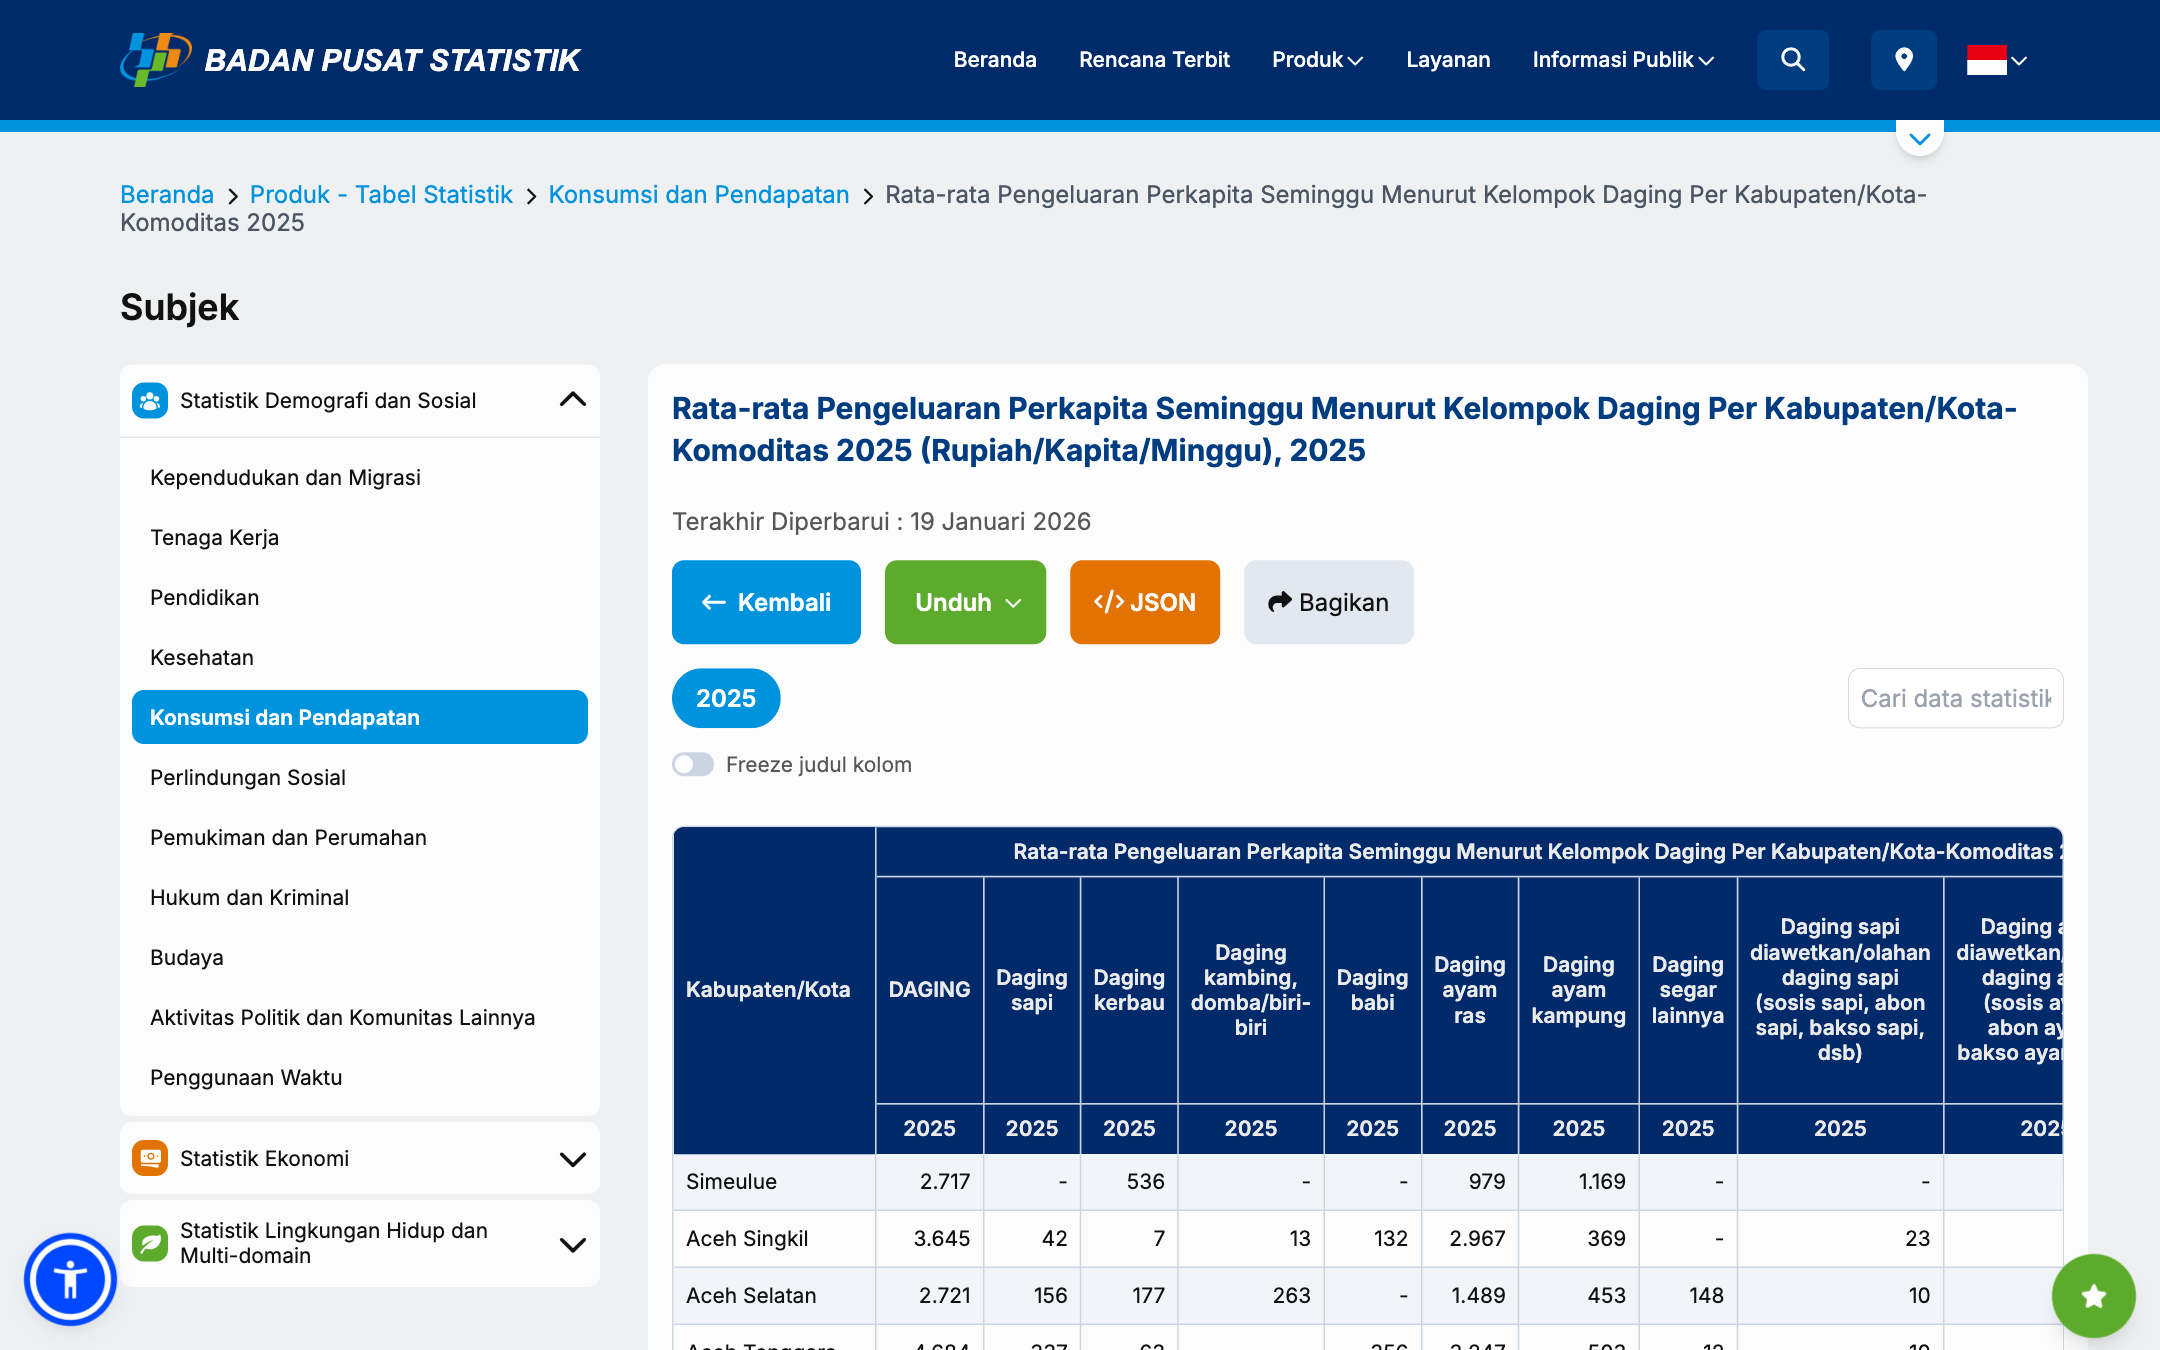 BADAN PUSAT STATISTIK
Beranda
Rencana Terbit
Produk
Layanan
Informasi Publik
Beranda > Produk - Tabel Statistik > Konsumsi dan Pendapatan > Rata-rata Pengeluaran Perkapita Seminggu Menurut Kelompok Daging Per Kabupaten/Kota-
Komoditas 2025
Subjek
Statistik Demografi dan Sosial
Kependudukan dan Migrasi
Tenaga Kerja
Pendidikan
Kesehatan
Konsumsi dan Pendapatan
Perlindungan Sosial
Pemukiman dan Perumahan
Hukum dan Kriminal
Budaya
Aktivitas Politik dan Komunitas Lainnya
Penggunaan Waktu
Statistik Ekonomi
Statistik Lingkungan Hidup dan
Multi-domain
Rata-rata Pengeluaran Perkapita Seminggu Menurut Kelompok Daging Per Kabupaten/Kota-
Komoditas 2025 (Rupiah/Kapita/Minggu), 2025
Terakhir Diperbarui : 19 Januari 2026
Kembali
Unduh
</> JSON
Bagikan
2025
Cari data statistik
Freeze judul kolom
Rata-rata Pengeluaran Perkapita Seminggu Menurut Kelompok Daging Per Kabupaten/Kota-Komoditas
Kabupaten/Kota
DAGING
Daging
sapi
Daging
kerbau
Daging
kambing,
domba/biri-
biri
Daging
babi
Daging
ayam
ras
Daging
ayam
kampung
Daging
segar
lainnya
Daging sapi
diawetkan/olahan
daging sapi
(sosis sapi, abon
sapi, bakso sapi,
dsb)
Daging
diawetkan/
daging
(sosis
abon
bakso
2025 2025 2025 2025 2025 2025 2025 2025 2025
Simeulue 2.717 - 536 - - 979 1.169 - -
Aceh Singkil 3.645 42 7 13 132 2.967 369 - 23
Aceh Selatan 2.721 156 177 263 - 1.489 453 148 10